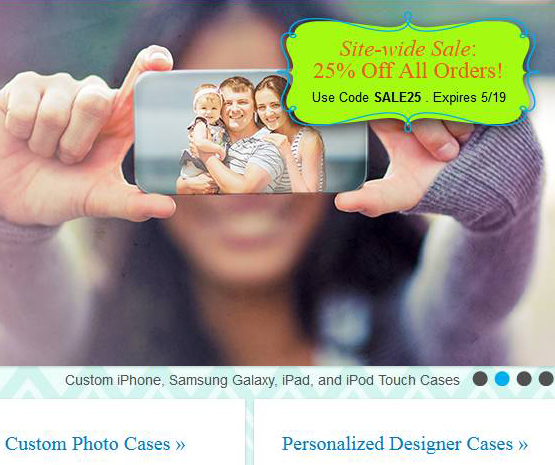 Site-wide Sale:
25% Off All Orders!
Use Code SALE25 . Expires 5/19
Custom iPhone, Samsung Galaxy, iPad, and iPod Touch Cases
Custom Photo Cases »
Personalized Designer Cases »